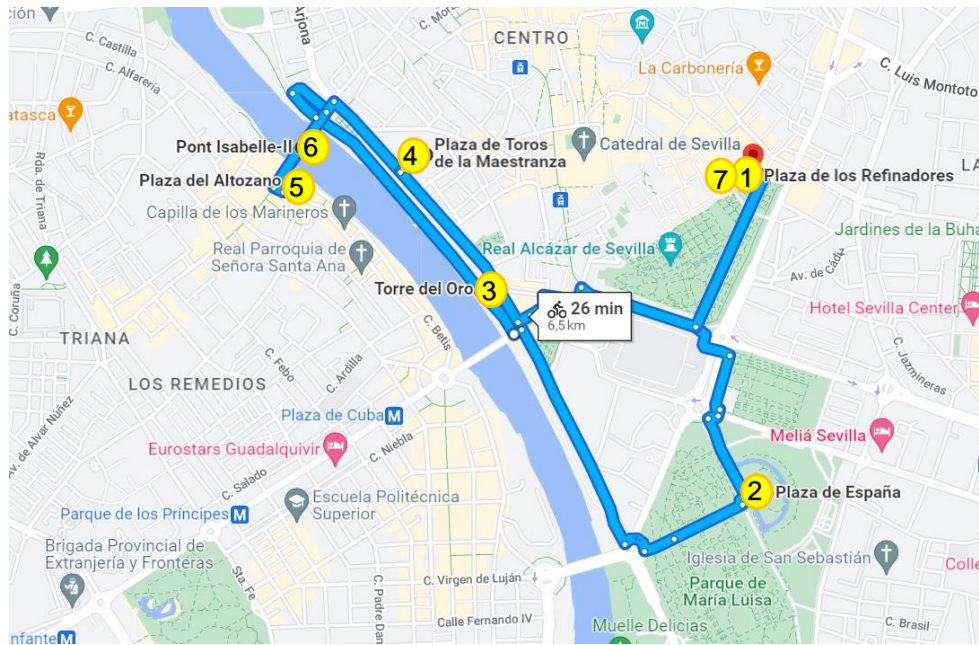 ción
Arjona
C. Castilla
C. Alfarería
CENTRO
La Carbonería
C. Luis Montoto
atasca
Rda. de Triana
Pont Isabelle-II
6
4
Plaza de Toros
de la Maestranza
Catedral de Sevilla
7
1
Plaza de los Refinadores
LA
Plaza del Altozano
5
Capilla de los Marineros
Real Parroquia de
Señora Santa Ana
Real Alcázar de Sevilla
Jardines de la Buha
Av. de Cádiz
C. Coruña
Torre del Oro
3
26 min
6,5 km
Hotel Sevilla Center
C. Betis
TRIANA
C. Febo
C. Ardilla
C. Jazmineras
LOS REMEDIOS
Plaza de Cuba M
Av. de Alvar Núñez
Meliá Sevilla
Eurostars Guadalquivir
C. Niebla
C. Salado
2
Plaza de España
Escuela Politécnica
Superior
Parque de los Príncipes M
Brigada Provincial de
Extranjería y Fronteras
Sta. Fe
Iglesia de San Sebastián
Colle
C. Virgen de Luján
Parque de
María Luisa
C. Padre Dan
Calle Fernando IV
Muelle Delicias
C. Brasil
nfante M